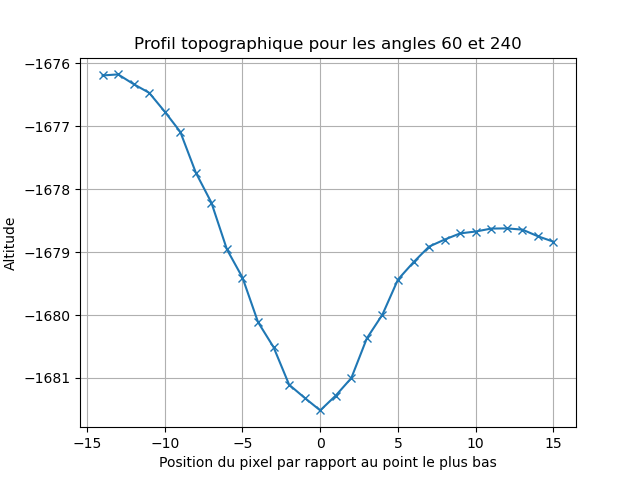 Profil topographique pour les angles 60 et 240
−1676
−1677
−1678
−1679
−1680
−1681
Altitude
−15 −10 −5 0 5 10 15
Position du pixel par rapport au point le plus bas